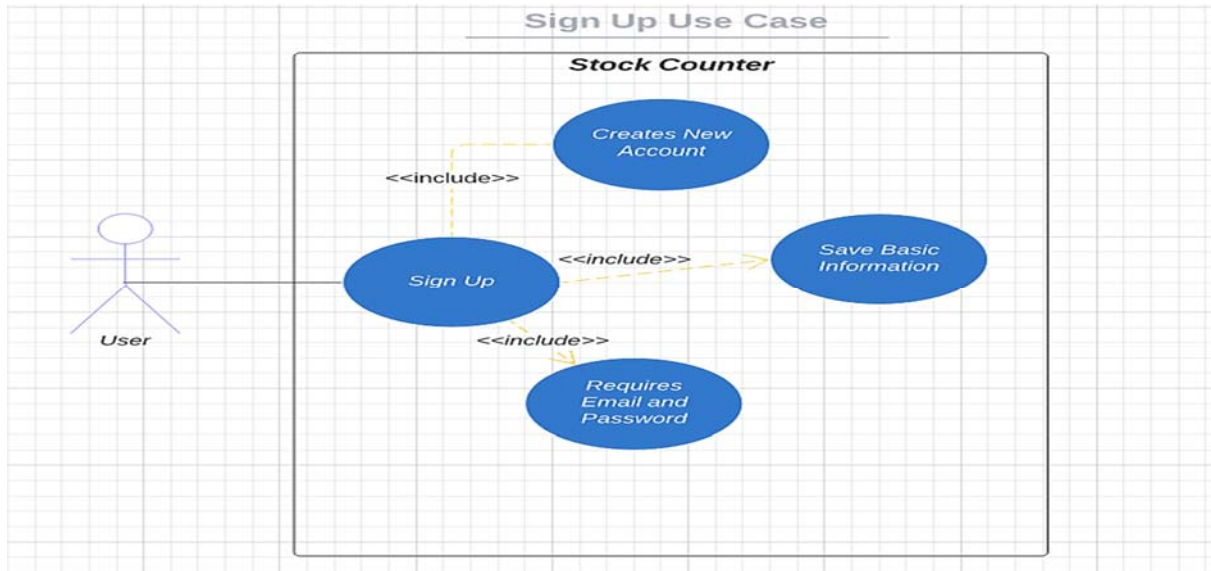 Sign Up Use Case
Stock Counter
Creates New
Account
<<include>>
Save Basic
Information
<<include>>
Sign Up
User
<<include>>
Requires
Email and
Password